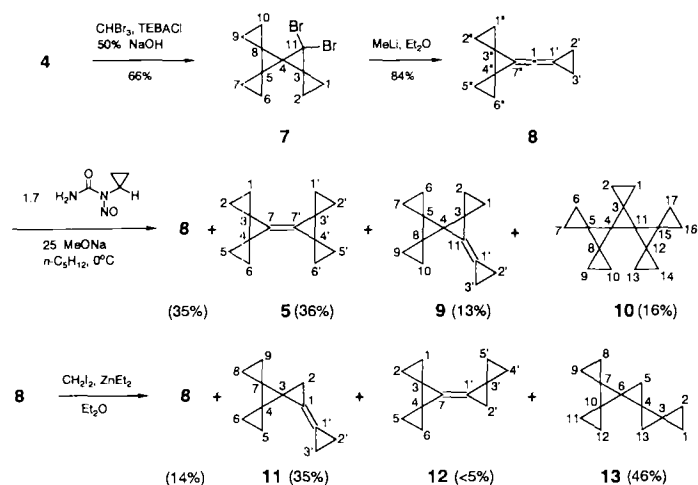 4 CHBr3, TEBACl 50% NaOH 66%
10 Br Br 9 8 11 4 5 3 7 6 2 1
7
MeLi, Et2O 84%
1* 2* 3* 4* 7* 5* 6* 1 1' 2' 3'
8
1.7 H2N O N NO H
25 MeONa
n-C5H12, 0°C
8 + 1 2 3 4 5 6 7 7' 1' 2' 3' 4' 5' 6' + 6 7 5 4 8 9 10 2 1 3 11 1' 2' 3' + 2 1 3 6 7 5 4 8 9 10 11 17 16 15 12 13 14
(35%) 5 (36%) 9 (13%) 10 (16%)
8 CH2I2, ZnEt2 Et2O
8 + 9 8 7 3 2 4 1 6 5 1' 2' 3' + 1 2 3 4 7 5 6 1' 5' 4' 3' 2' + 8 9 7 6 5 10 4 3 2 1 11 12 13
(14%) 11 (35%) 12 (<5%) 13 (46%)